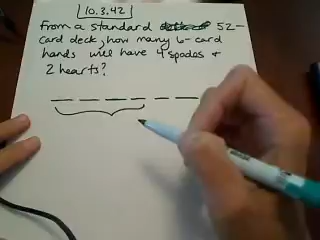 10.3.42
From a standard 52-
card deck, how many 6-card
hands will have 4 spades +
2 hearts?